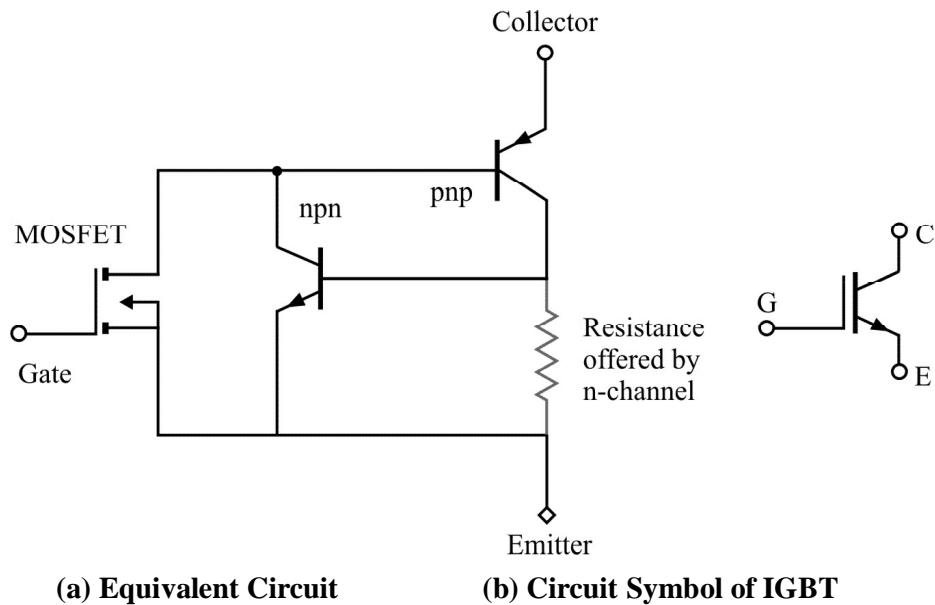 Collector
pnp
npn
MOSFET
Gate
Resistance
offered by
n-channel
Emitter
C
G
E
(a) Equivalent Circuit
(b) Circuit Symbol of IGBT